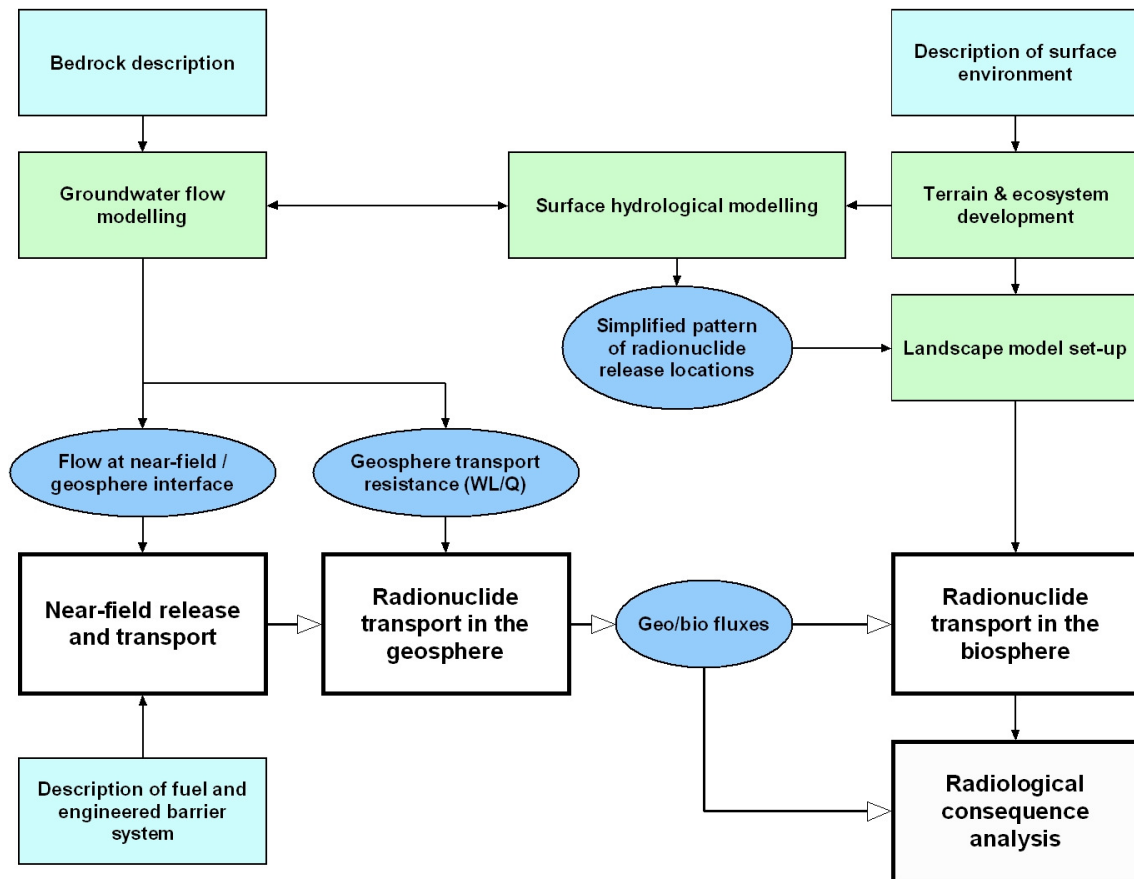 Bedrock description
Description of surface
environment
Groundwater flow
modelling
Surface hydrological modelling
Terrain & ecosystem
development
Simplified pattern
of radionuclide
release locations
Landscape model set-up
Flow at near-field /
geosphere interface
Geosphere transport
resistance (WL/Q)
Near-field release
and transport
Radionuclide
transport in the
geosphere
Geo/bio fluxes
Radionuclide
transport in the
biosphere
Description of fuel and
engineered barrier
system
Radiological
consequence
analysis